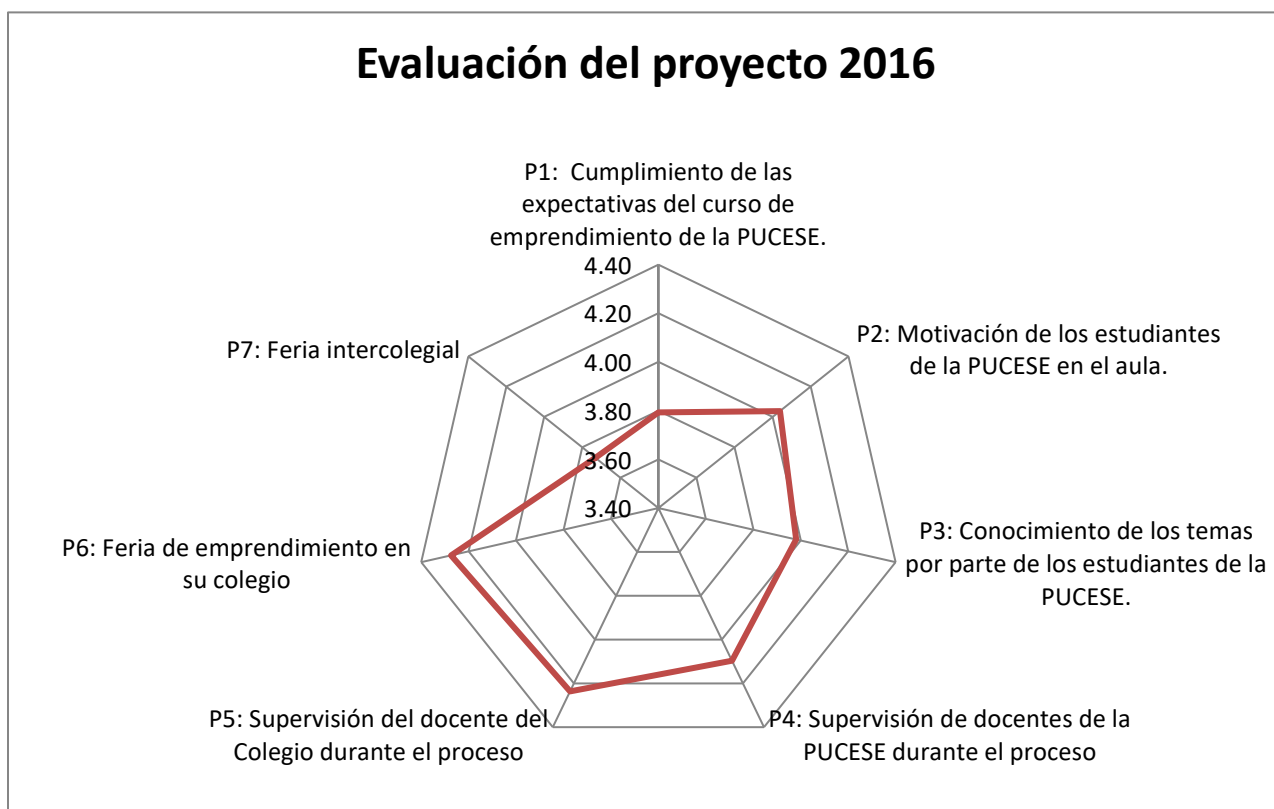 Evaluación del proyecto 2016
P1:  Cumplimiento de las
expectativas del curso de
emprendimiento de la PUCESE.
4.40
4.20
4.00
3.80
3.60
3.40
P2: Motivación de los estudiantes
de la PUCESE en el aula.
P3: Conocimiento de los temas
por parte de los estudiantes de la
PUCESE.
P4: Supervisión de docentes de la
PUCESE durante el proceso
P5: Supervisión del docente del
Colegio durante el proceso
P6: Feria de emprendimiento en
su colegio
P7: Feria intercolegial